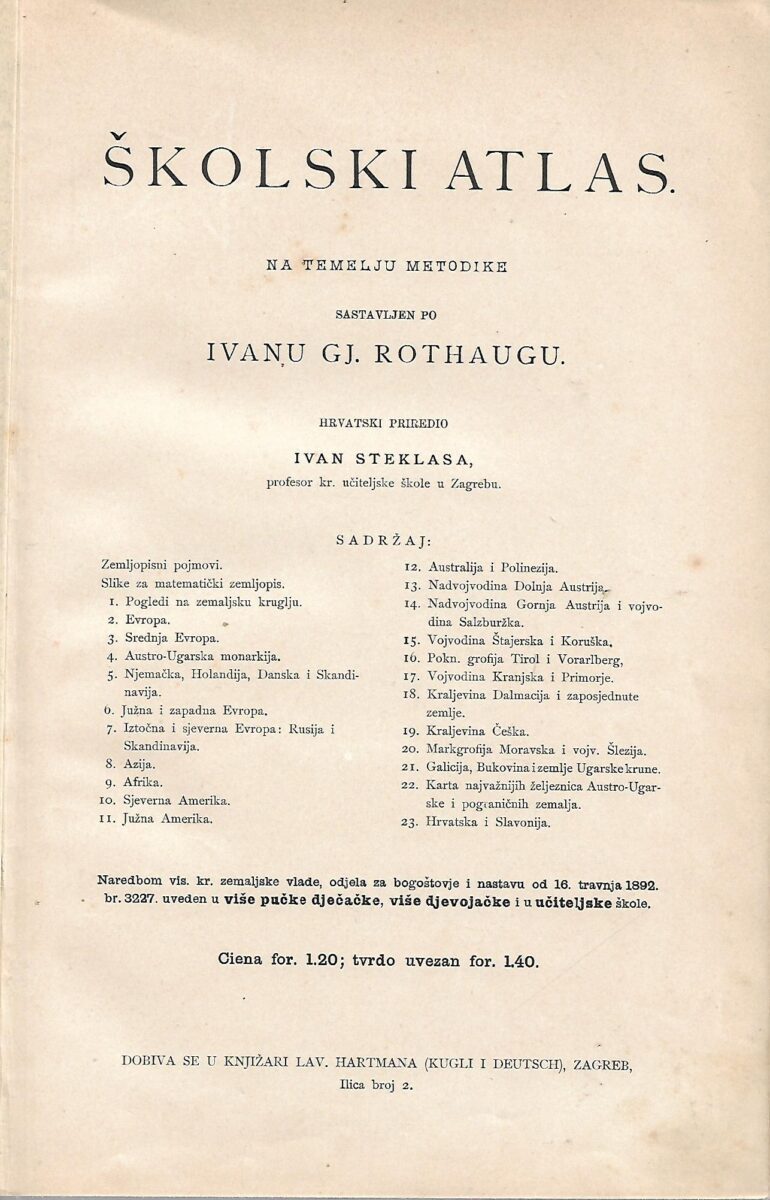 ŠKOLSKI ATLAS.
NA TEMELJU METODIKE
SASTAVLJEN PO
IVANU GJ. ROTHAUGU.
HRVATSKI PRIREDIO
IVAN STEKLASA,
profesor kr. učiteljske škole u Zagrebu.
SADRŽAJ:
Zemljopisni pojmovi.
Slike za matematički zemljopis.
1. Pogledi na zemaljsku kruglju.
2. Evropa.
3. Srednja Evropa.
4. Austro-Ugarska monarkija.
5. Njemačka, Holandija, Danska i Skandi-
navija.
6. Južna i zapadna Evropa.
7. Iztočna i sjeverna Evropa: Rusija i
Skandinavija.
8. Azija.
9. Afrika.
10. Sjeverna Amerika.
11. Južna Amerika.
12. Australija i Polinezija.
13. Nadvojvodina Dolnja Austrija.
14. Nadvojvodina Gornja Austrija i vojvo-
dina Salzburžka.
15. Vojvodina Štajerska i Koruška.
16. Pokn. grofija Tirol i Vorarlberg,
17. Vojvodina Kranjska i Primorje.
18. Kraljevina Dalmacija i zaposjednute
zemlje.
19. Kraljevina Češka.
20. Markgrofija Moravska i vojv. Šlezija.
21. Galicija, Bukovina i zemlje Ugarske krune.
22. Karta najvažnijih željeznica Austro-Ugar-
ske i pograničnih zemalja.
23. Hrvatska i Slavonija.
Naredbom vis. kr. zemaljske vlade, odjela za bogoštovje i nastavu od 16. travnja 1892.
br. 3227. uveden u više pučke dječačke, više djevojačke i u učiteljske škole.
Ciena for. 1.20; tvrdo uvezan for. 1.40.
DOBIVA SE U KNJIŽARI LAV. HARTMANA (KUGLI I DEUTSCH), ZAGREB,
Ilica broj 2.